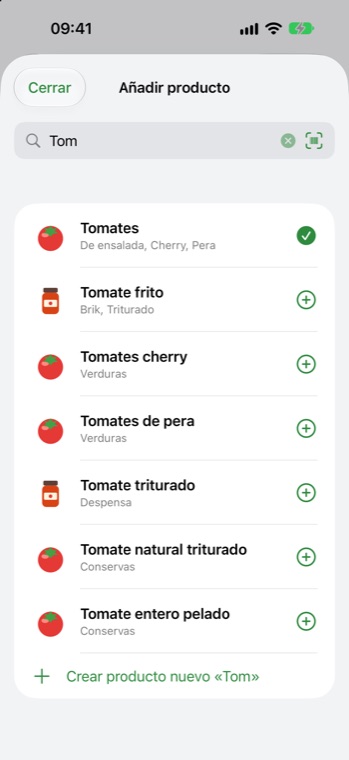 09:41
Cerrar
Añadir producto
Tom
Tomates
De ensalada, Cherry, Pera
Tomate frito
Brik, Triturado
Tomates cherry
Verduras
Tomates de pera
Verduras
Tomate triturado
Despensa
Tomate natural triturado
Conservas
Tomate entero pelado
Conservas
Crear producto nuevo «Tom»